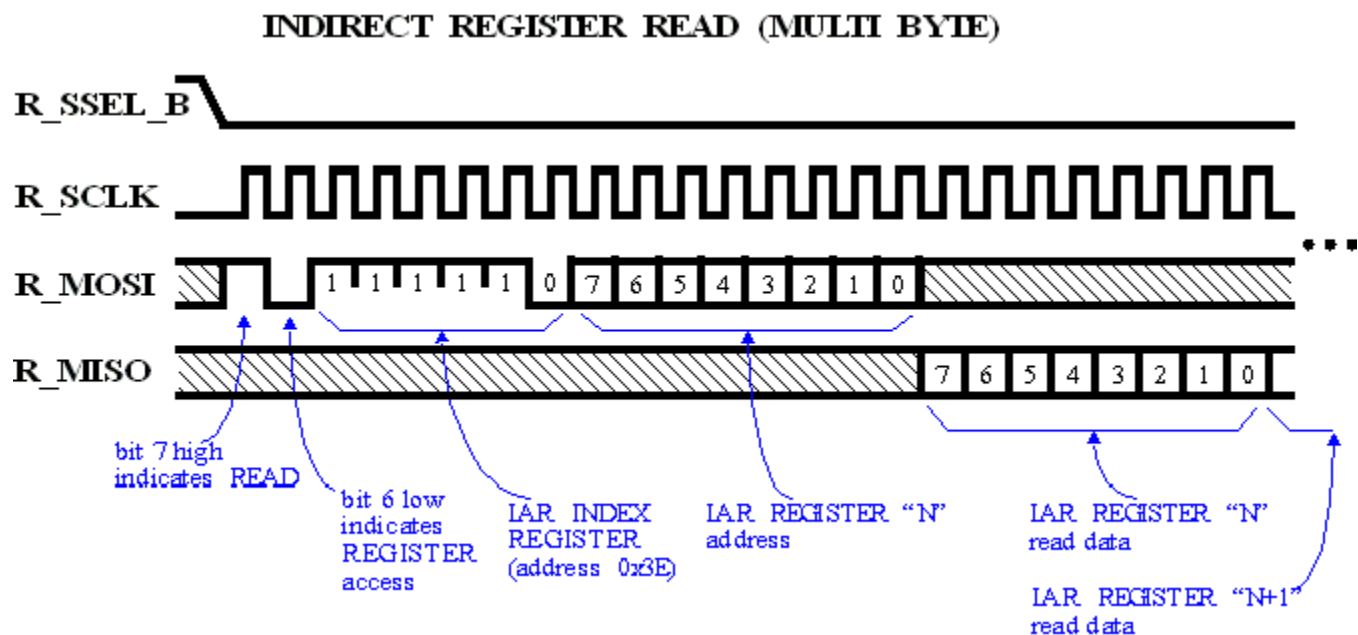 INDIRECT REGISTER READ (MULTI BYTE)
R_SSEL_B
R_SCLK
R_MOSI
1 1 1 1 1 0 7 6 5 4 3 2 1 0
R_MISO
7 6 5 4 3 2 1 0
bit 7 high
indicates READ
bit 6 low
indicates
REGISTER
access
IAR INDEX
REGISTER
(address 0x3E)
IAR REGISTER “N”
address
IAR REGISTER “N”
read data
IAR REGISTER “N+1”
read data